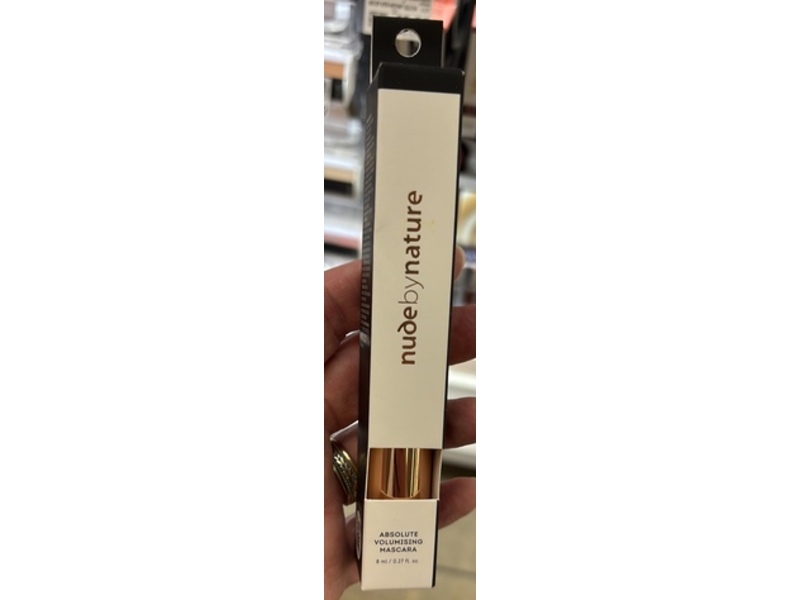 nudebynature
ABSOLUTE
VOLUMISING
MASCARA
8 ml / 0.27 fl. oz.